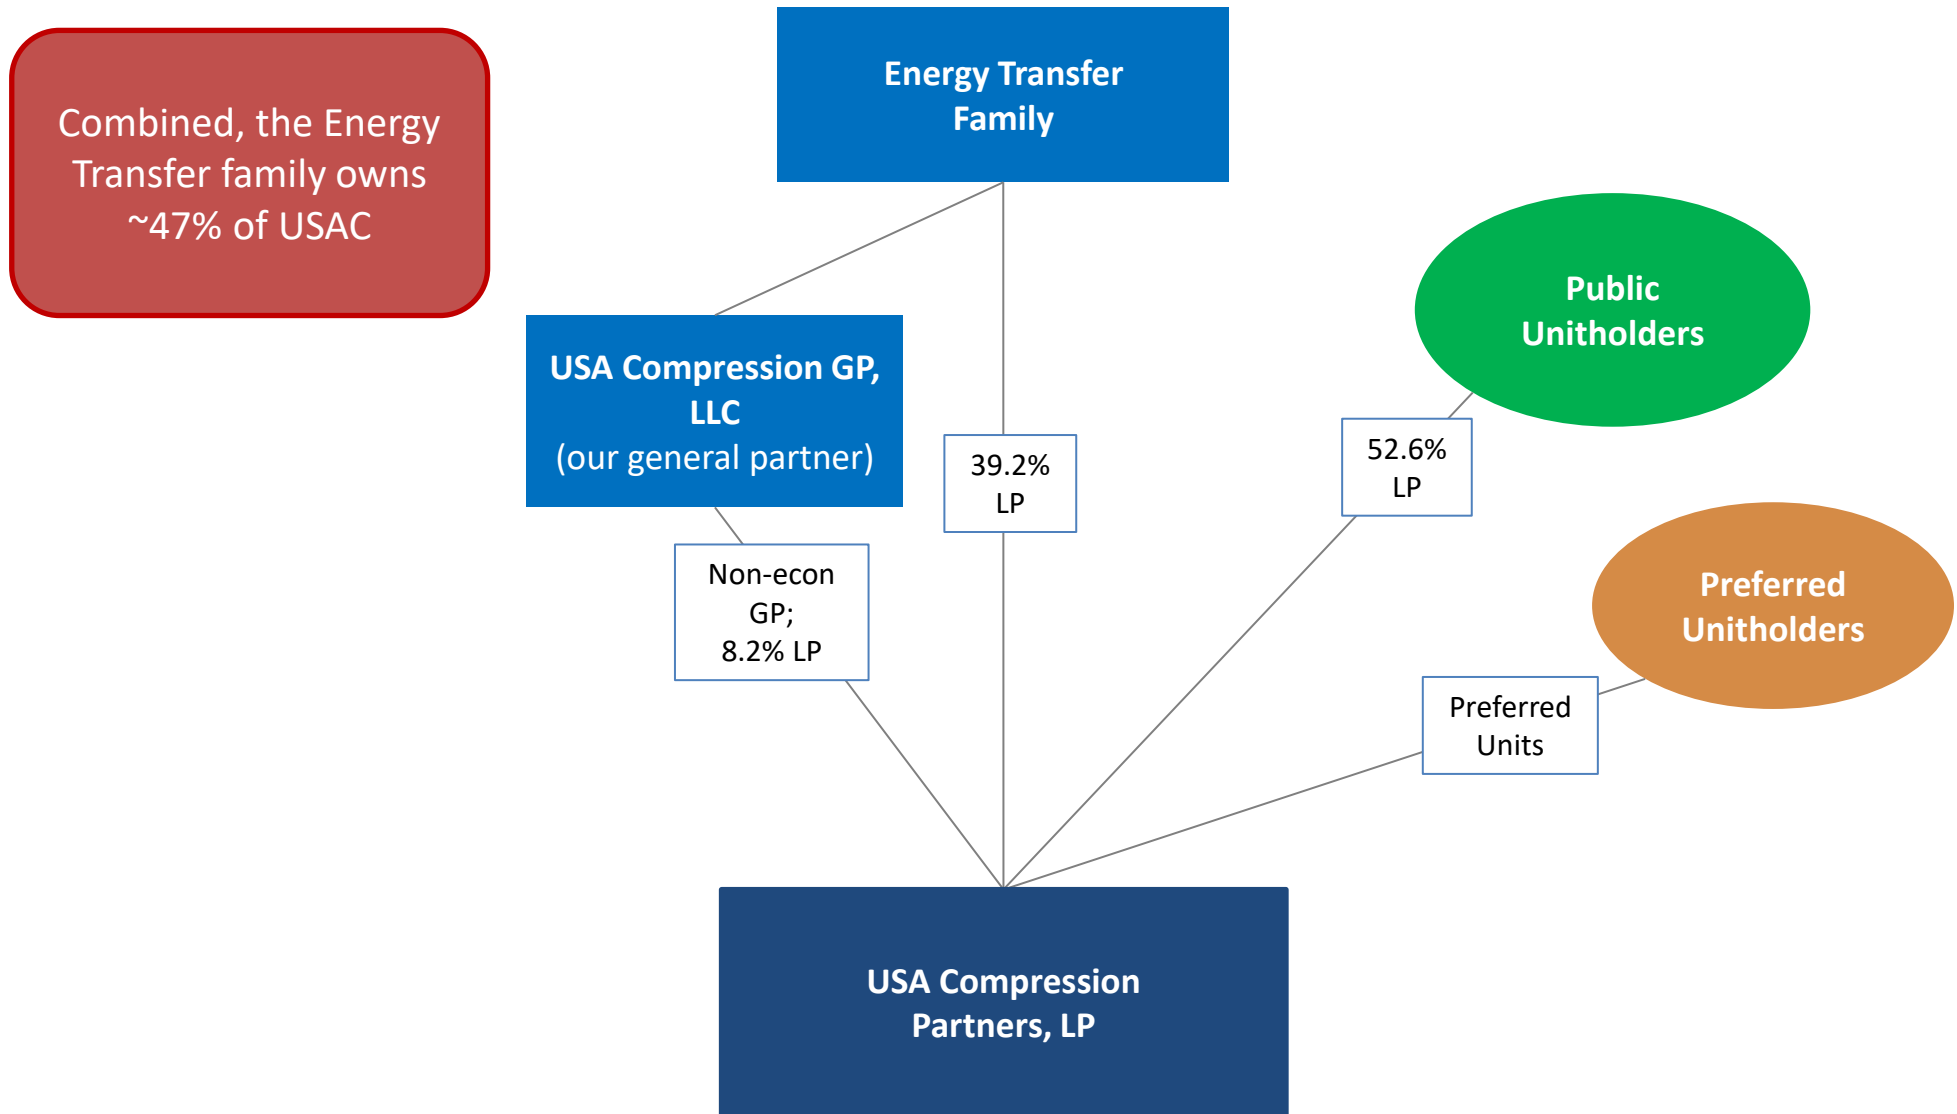 Combined, the Energy
Transfer family owns
~47% of USAC
Energy Transfer
Family
USA Compression GP,
LLC
(our general partner)
Public
Unitholders
39.2%
LP
52.6%
LP
Non-econ
GP;
8.2% LP
Preferred
Unitholders
Preferred
Units
USA Compression
Partners, LP